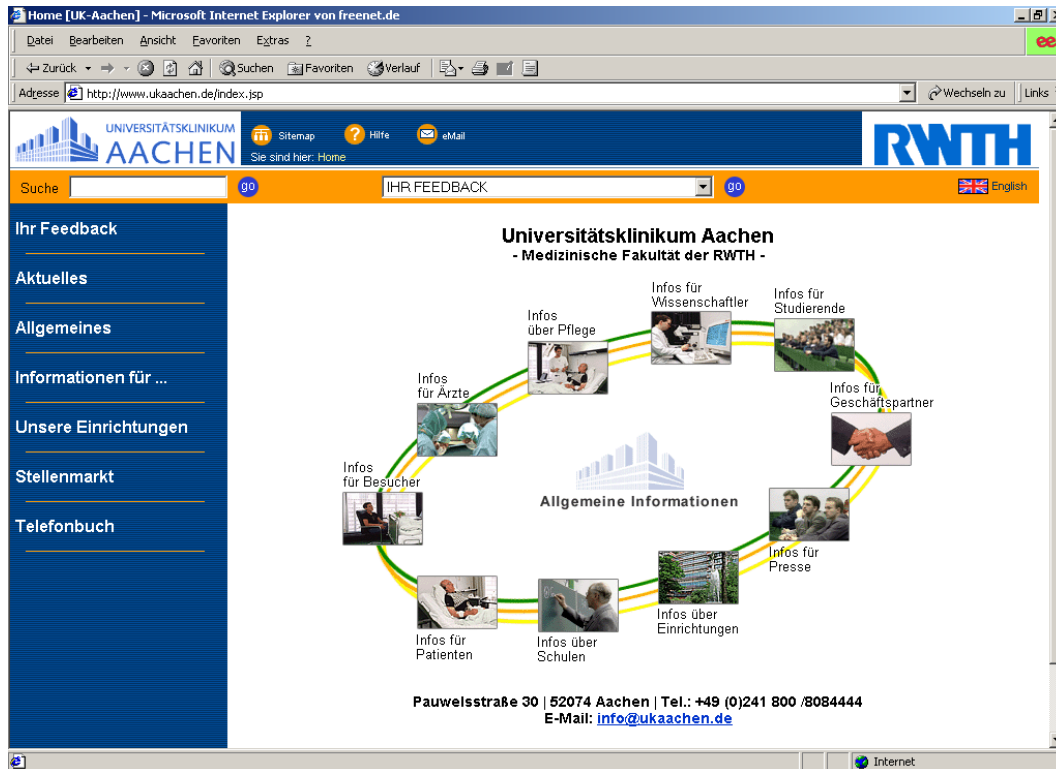 Home [UK-Aachen] - Microsoft Internet Explorer von freenet.de
Datei Bearbeiten Ansicht Favoriten Extras ?
Zurück Suchen Favoriten Verlauf
Adresse http://www.ukaachen.de/index.jsp Wechseln zu Links
UNIVERSITÄTSKLINIKUM
AACHEN
Sitemap Hilfe eMail
Sie sind hier: Home
RWTH
Suche go IHR FEEDBACK go English
Ihr Feedback
Aktuelles
Allgemeines
Informationen für ...
Unsere Einrichtungen
Stellenmarkt
Telefonbuch
Universitätsklinikum Aachen
- Medizinische Fakultät der RWTH -
Infos für
Wissenschaftler
Infos für
Studierende
Infos
über Pflege
Infos
für Ärzte
Infos für
Geschäftspartner
Infos
für Besucher
Allgemeine Informationen
Infos für
Presse
Infos über
Einrichtungen
Infos für
Patienten
Infos über
Schulen
Pauwelsstraße 30 | 52074 Aachen | Tel.: +49 (0)241 800 /8084444
E-Mail: info@ukaachen.de
Internet